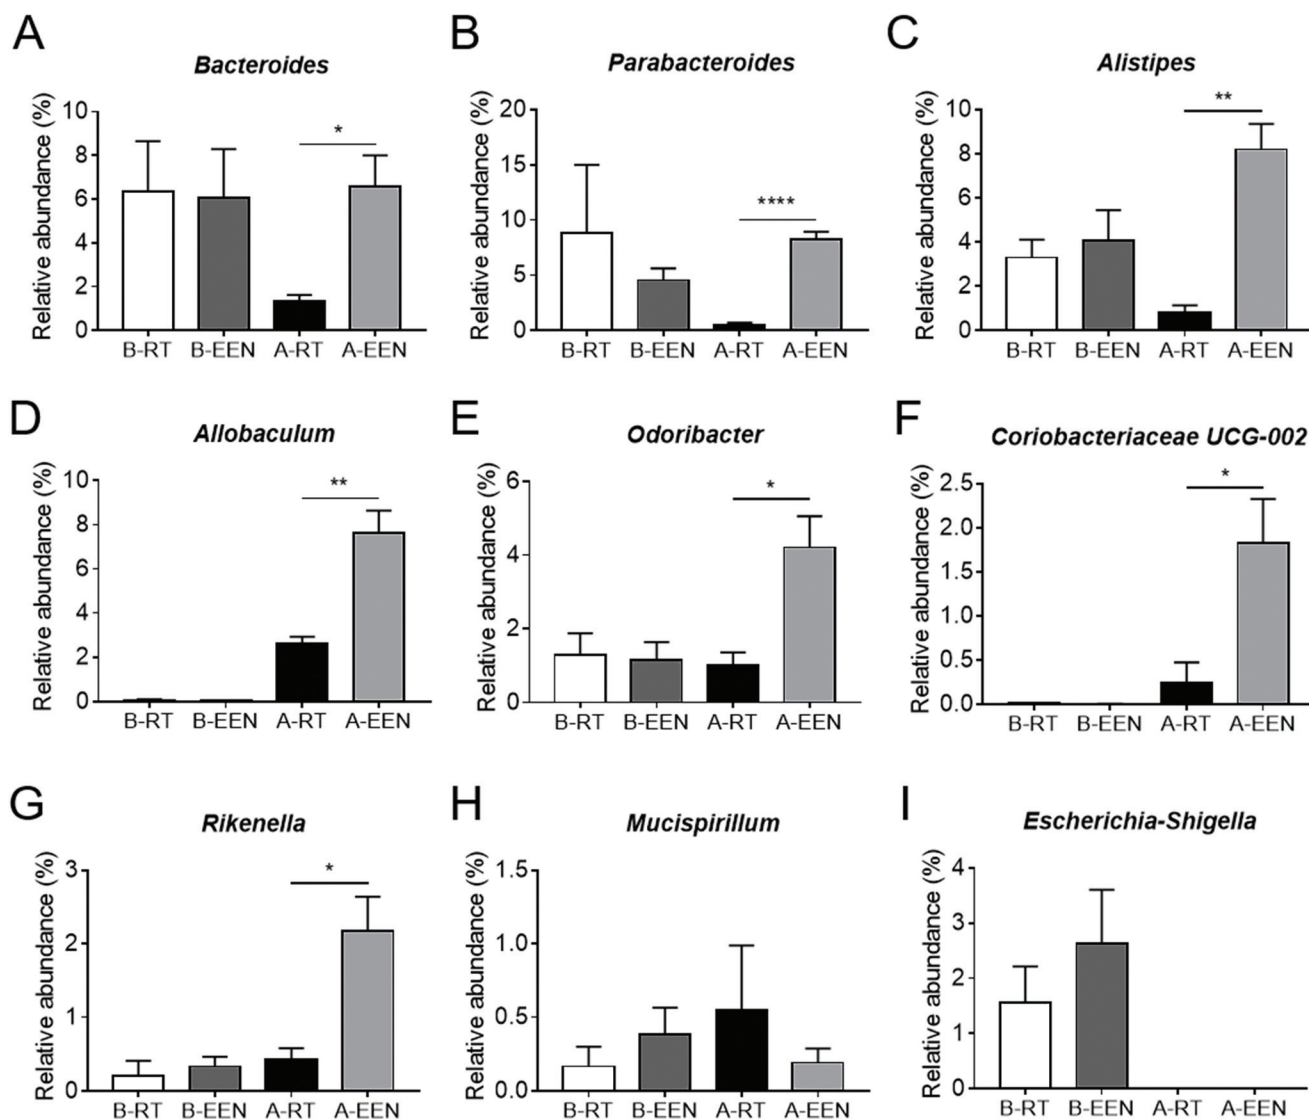 A
Bacteroides
Relative abundance (%)
10
8
6
4
2
0
*
B-RT B-EEN A-RT A-EEN
B
Parabacteroides
Relative abundance (%)
20
15
10
5
0
****
B-RT B-EEN A-RT A-EEN
C
Alistipes
Relative abundance (%)
10
8
6
4
2
0
**
B-RT B-EEN A-RT A-EEN
D
Allobaculum
Relative abundance (%)
10
8
6
4
2
0
**
B-RT B-EEN A-RT A-EEN
E
Odoribacter
Relative abundance (%)
6
4
2
0
*
B-RT B-EEN A-RT A-EEN
F
Coriobacteriaceae UCG-002
Relative abundance (%)
2.5
2.0
1.5
1.0
0.5
0.0
*
B-RT B-EEN A-RT A-EEN
G
Rikenella
Relative abundance (%)
3
2
1
0
*
B-RT B-EEN A-RT A-EEN
H
Mucispirillum
Relative abundance (%)
1.5
1.0
0.5
0.0
B-RT B-EEN A-RT A-EEN
I
Escherichia-Shigella
Relative abundance (%)
4
3
2
1
0
B-RT B-EEN A-RT A-EEN